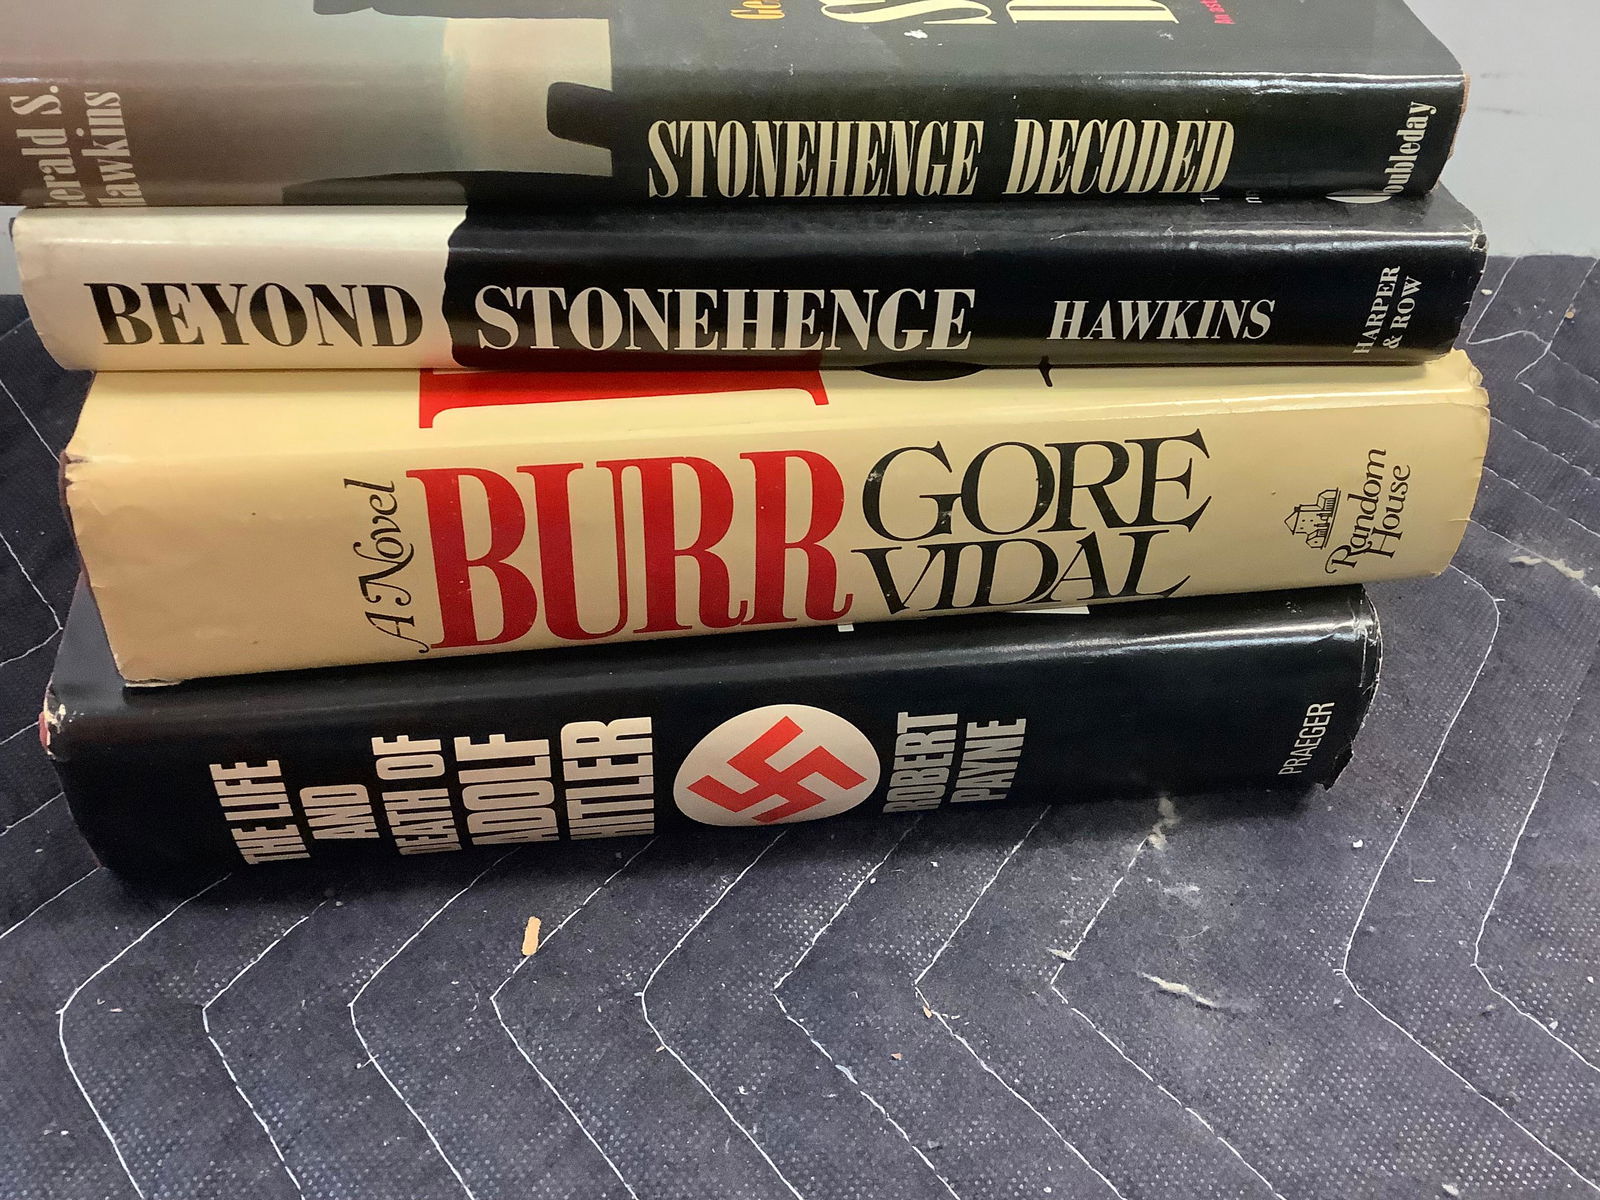 Gerald S.
Hawkins
STONEHENGE DECODED
Doubleday
BEYOND STONEHENGE
HAWKINS
HARPER
& ROW
A Novel
BURR
GORE
VIDAL
Random
House
THE LIFE
AND
DEATH OF
ADOLF
HITLER
ROBERT
PAYNE
PRAEGER